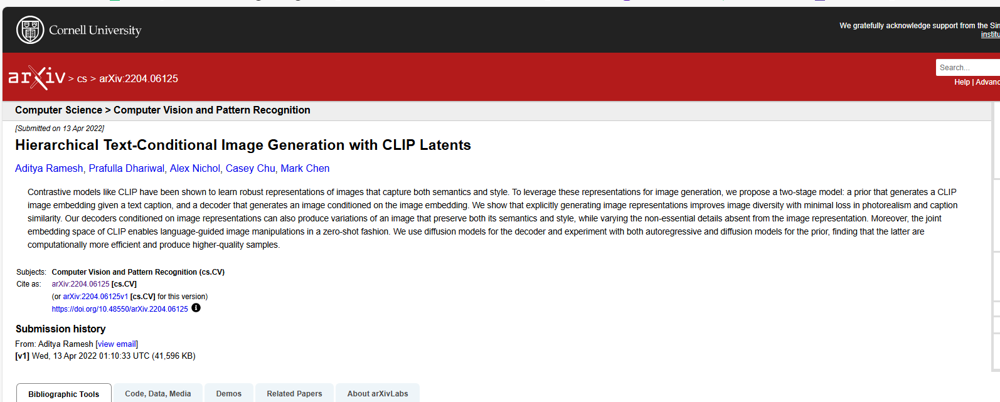 Cornell University
We gratefully acknowledge support from the Sin
institu
arXiv > cs > arXiv:2204.06125
Search...
Help | Advanc
Computer Science > Computer Vision and Pattern Recognition
[Submitted on 13 Apr 2022]
Hierarchical Text-Conditional Image Generation with CLIP Latents
Aditya Ramesh, Prafulla Dhariwal, Alex Nichol, Casey Chu, Mark Chen
Contrastive models like CLIP have been shown to learn robust representations of images that capture both semantics and style. To leverage these representations for image generation, we propose a two-stage model: a prior that generates a CLIP
image embedding given a text caption, and a decoder that generates an image conditioned on the image embedding. We show that explicitly generating image representations improves image diversity with minimal loss in photorealism and caption
similarity. Our decoders conditioned on image representations can also produce variations of an image that preserve both its semantics and style, while varying the non-essential details absent from the image representation. Moreover, the joint
embedding space of CLIP enables language-guided image manipulations in a zero-shot fashion. We use diffusion models for the decoder and experiment with both autoregressive and diffusion models for the prior, finding that the latter are
computationally more efficient and produce higher-quality samples.
Subjects: Computer Vision and Pattern Recognition (cs.CV)
Cite as: arXiv:2204.06125 [cs.CV]
(or arXiv:2204.06125v1 [cs.CV] for this version)
https://doi.org/10.48550/arXiv.2204.06125
Submission history
From: Aditya Ramesh [view email]
[v1] Wed, 13 Apr 2022 01:10:33 UTC (41,596 KB)
Bibliographic Tools
Code, Data, Media
Demos
Related Papers
About arXivLabs